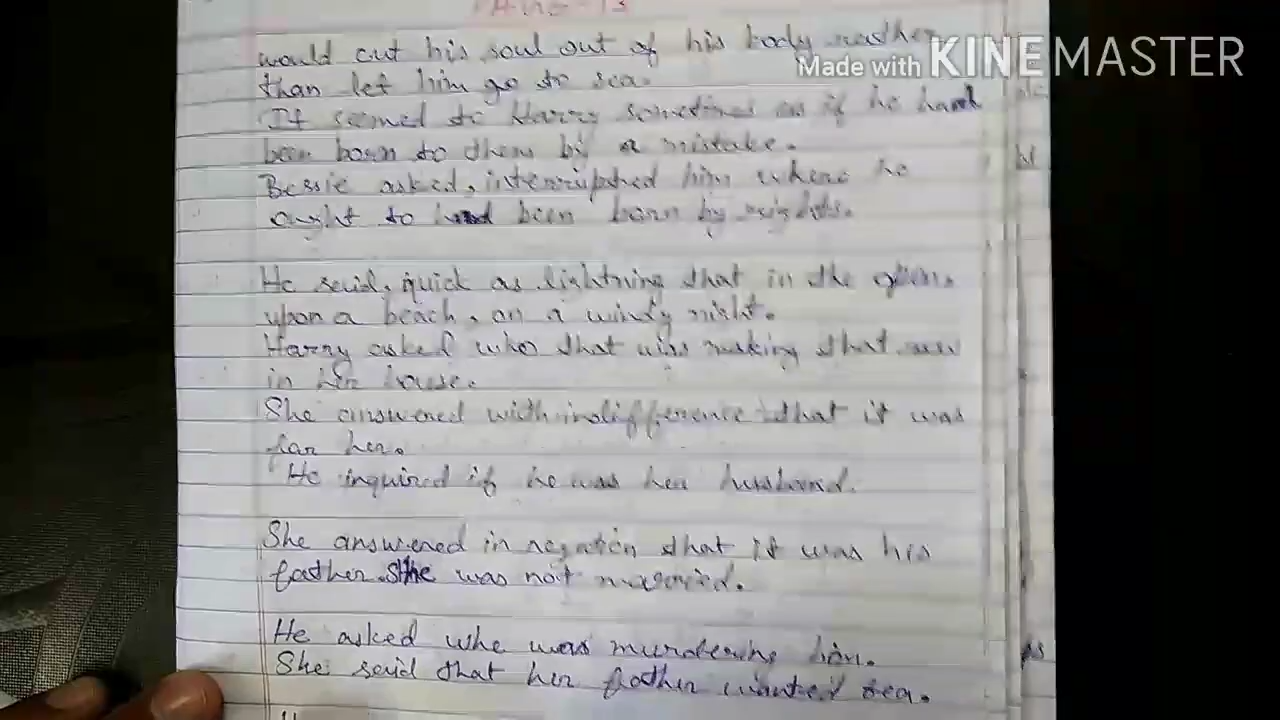 would cut his soul out of his body rather
Made with KINEMASTER
than let him go to sea.
It seemed to Harry sometimes as if he had
been born to them by a mistake.
Bessie asked, interrupted him where he
ought to had been born by rights.
He said, quick as lightning that in the
upon a beach, on a windy night.
Harry asked who that was making that
in her house.
She answered with indifference that it was
far her.
He inquired if he was her husband.
She answered in negation that it was his
father. She was not married.
He asked who was murdering him.
She said that her father wanted tea.